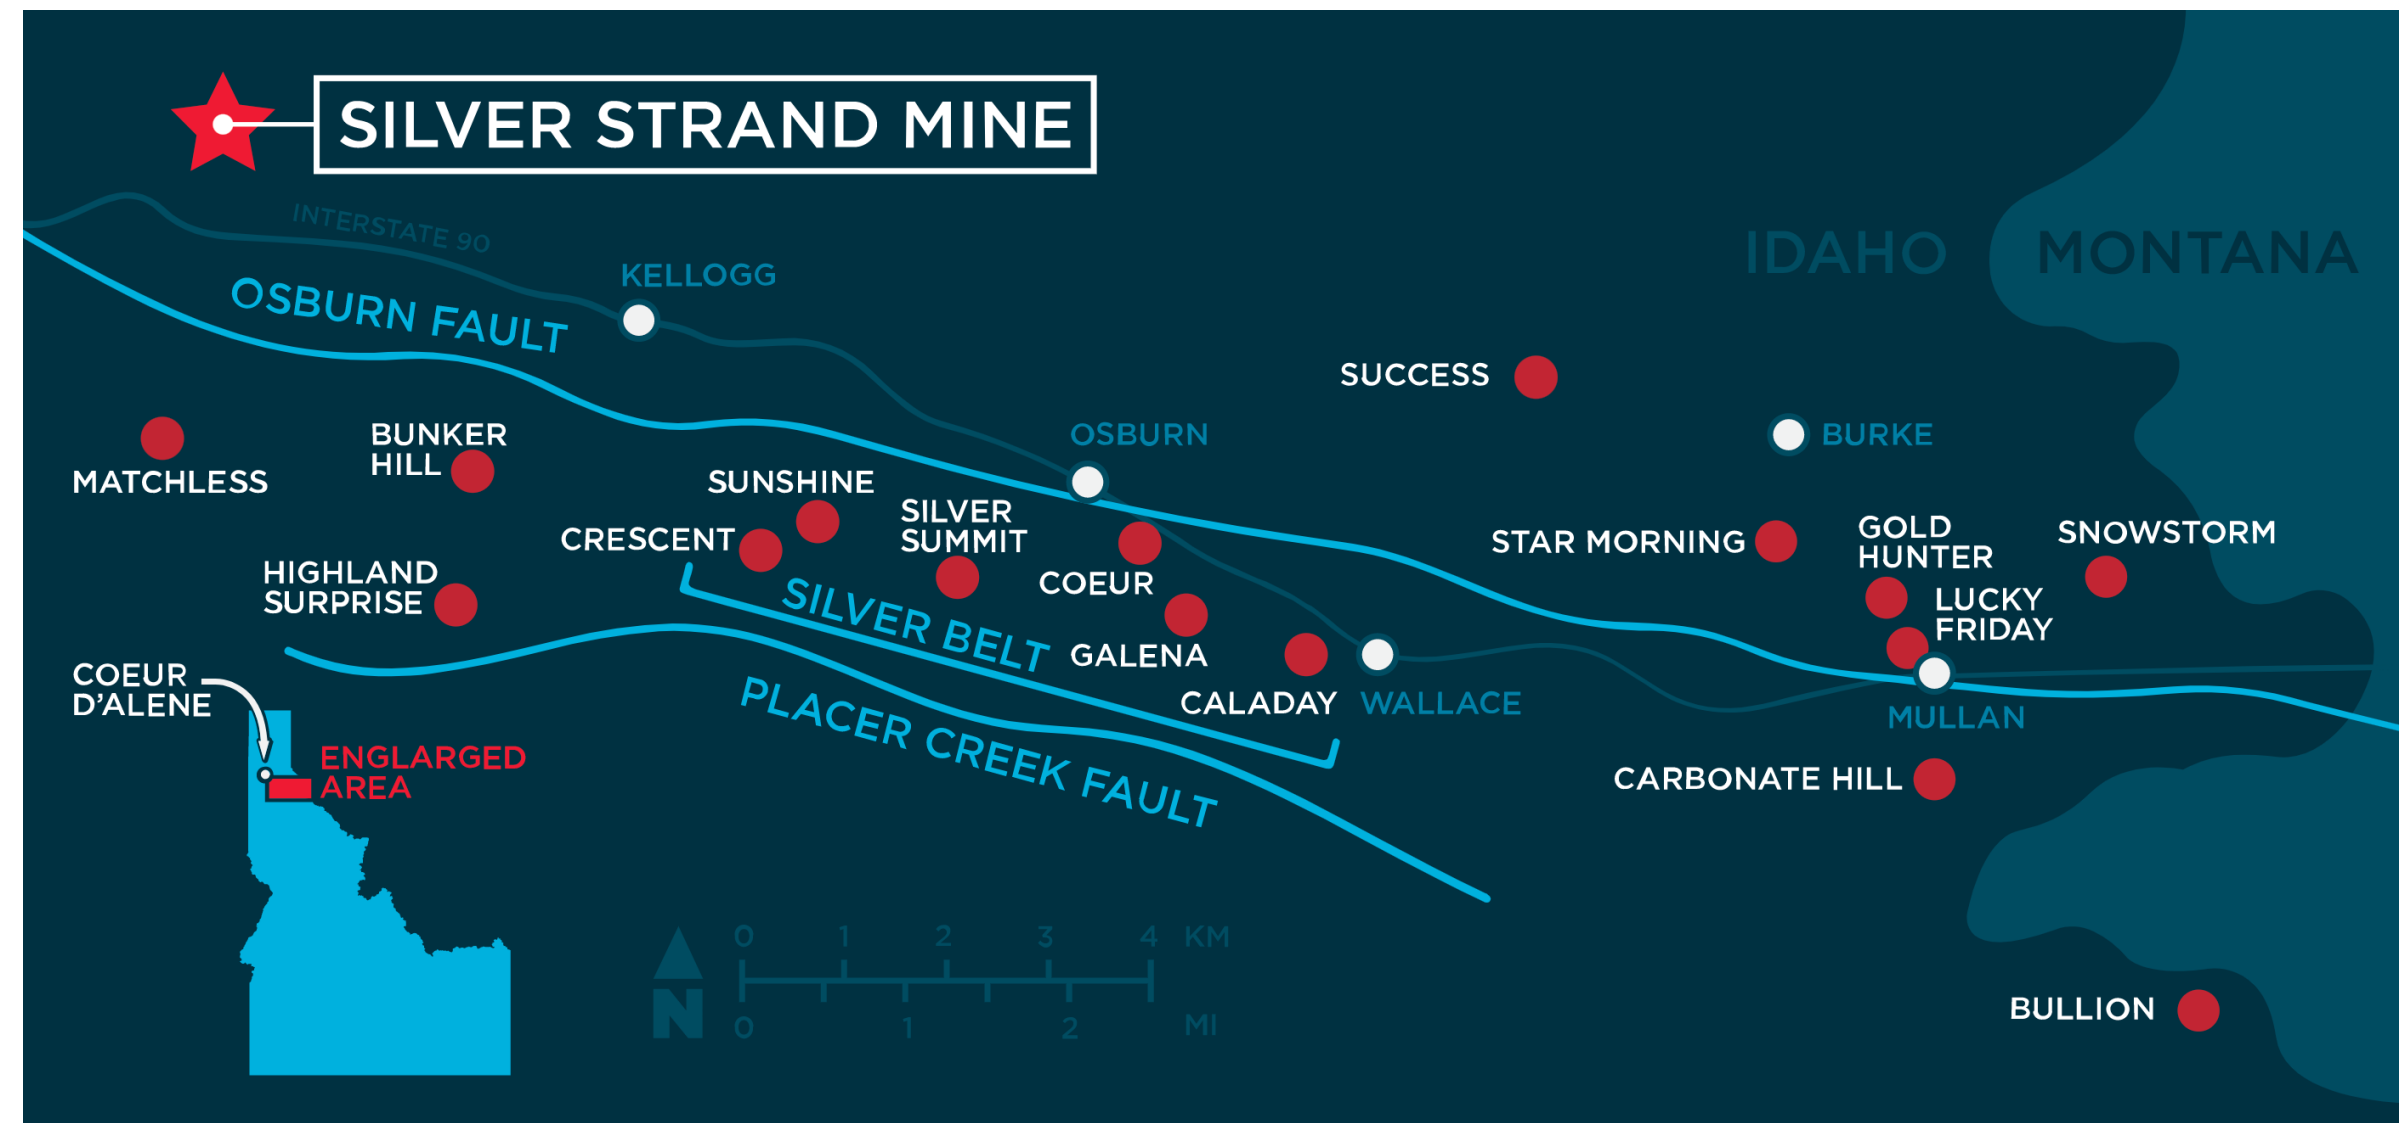 SILVER STRAND MINE
INTERSTATE 90
IDAHO
MONTANA
KELLOGG
OSBURN FAULT
SUCCESS
OSBURN
BURKE
MATCHLESS
BUNKER
HILL
SUNSHINE
CRESCENT
SILVER
SUMMIT
COEUR
STAR MORNING
GOLD
HUNTER
SNOWSTORM
HIGHLAND
SURPRISE
SILVER BELT
LUCKY
FRIDAY
GALENA
CALADAY
WALLACE
MULLAN
COEUR
D’ALENE
PLACER CREEK FAULT
ENGLARGED
AREA
CARBONATE HILL
0 1 2 3 4 KM
N
0 1 2 MI
BULLION